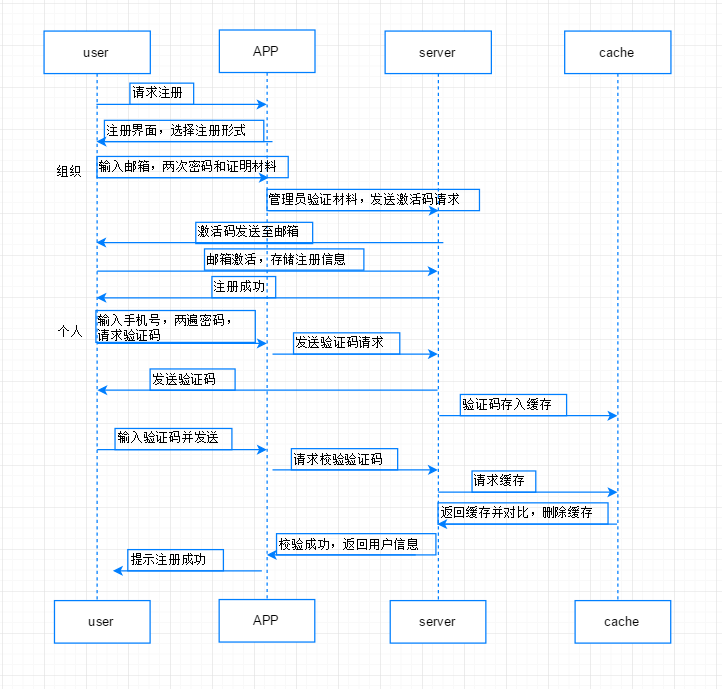 user
APP
server
cache
请求注册
注册界面，选择注册形式
组织
输入邮箱，两次密码和证明材料
管理员验证材料，发送激活码请求
激活码发送至邮箱
邮箱激活，存储注册信息
注册成功
个人
输入手机号，两遍密码，
请求验证码
发送验证码请求
发送验证码
验证码存入缓存
输入验证码并发送
请求校验验证码
请求缓存
返回缓存并对比，删除缓存
校验成功，返回用户信息
提示注册成功
user
APP
server
cache